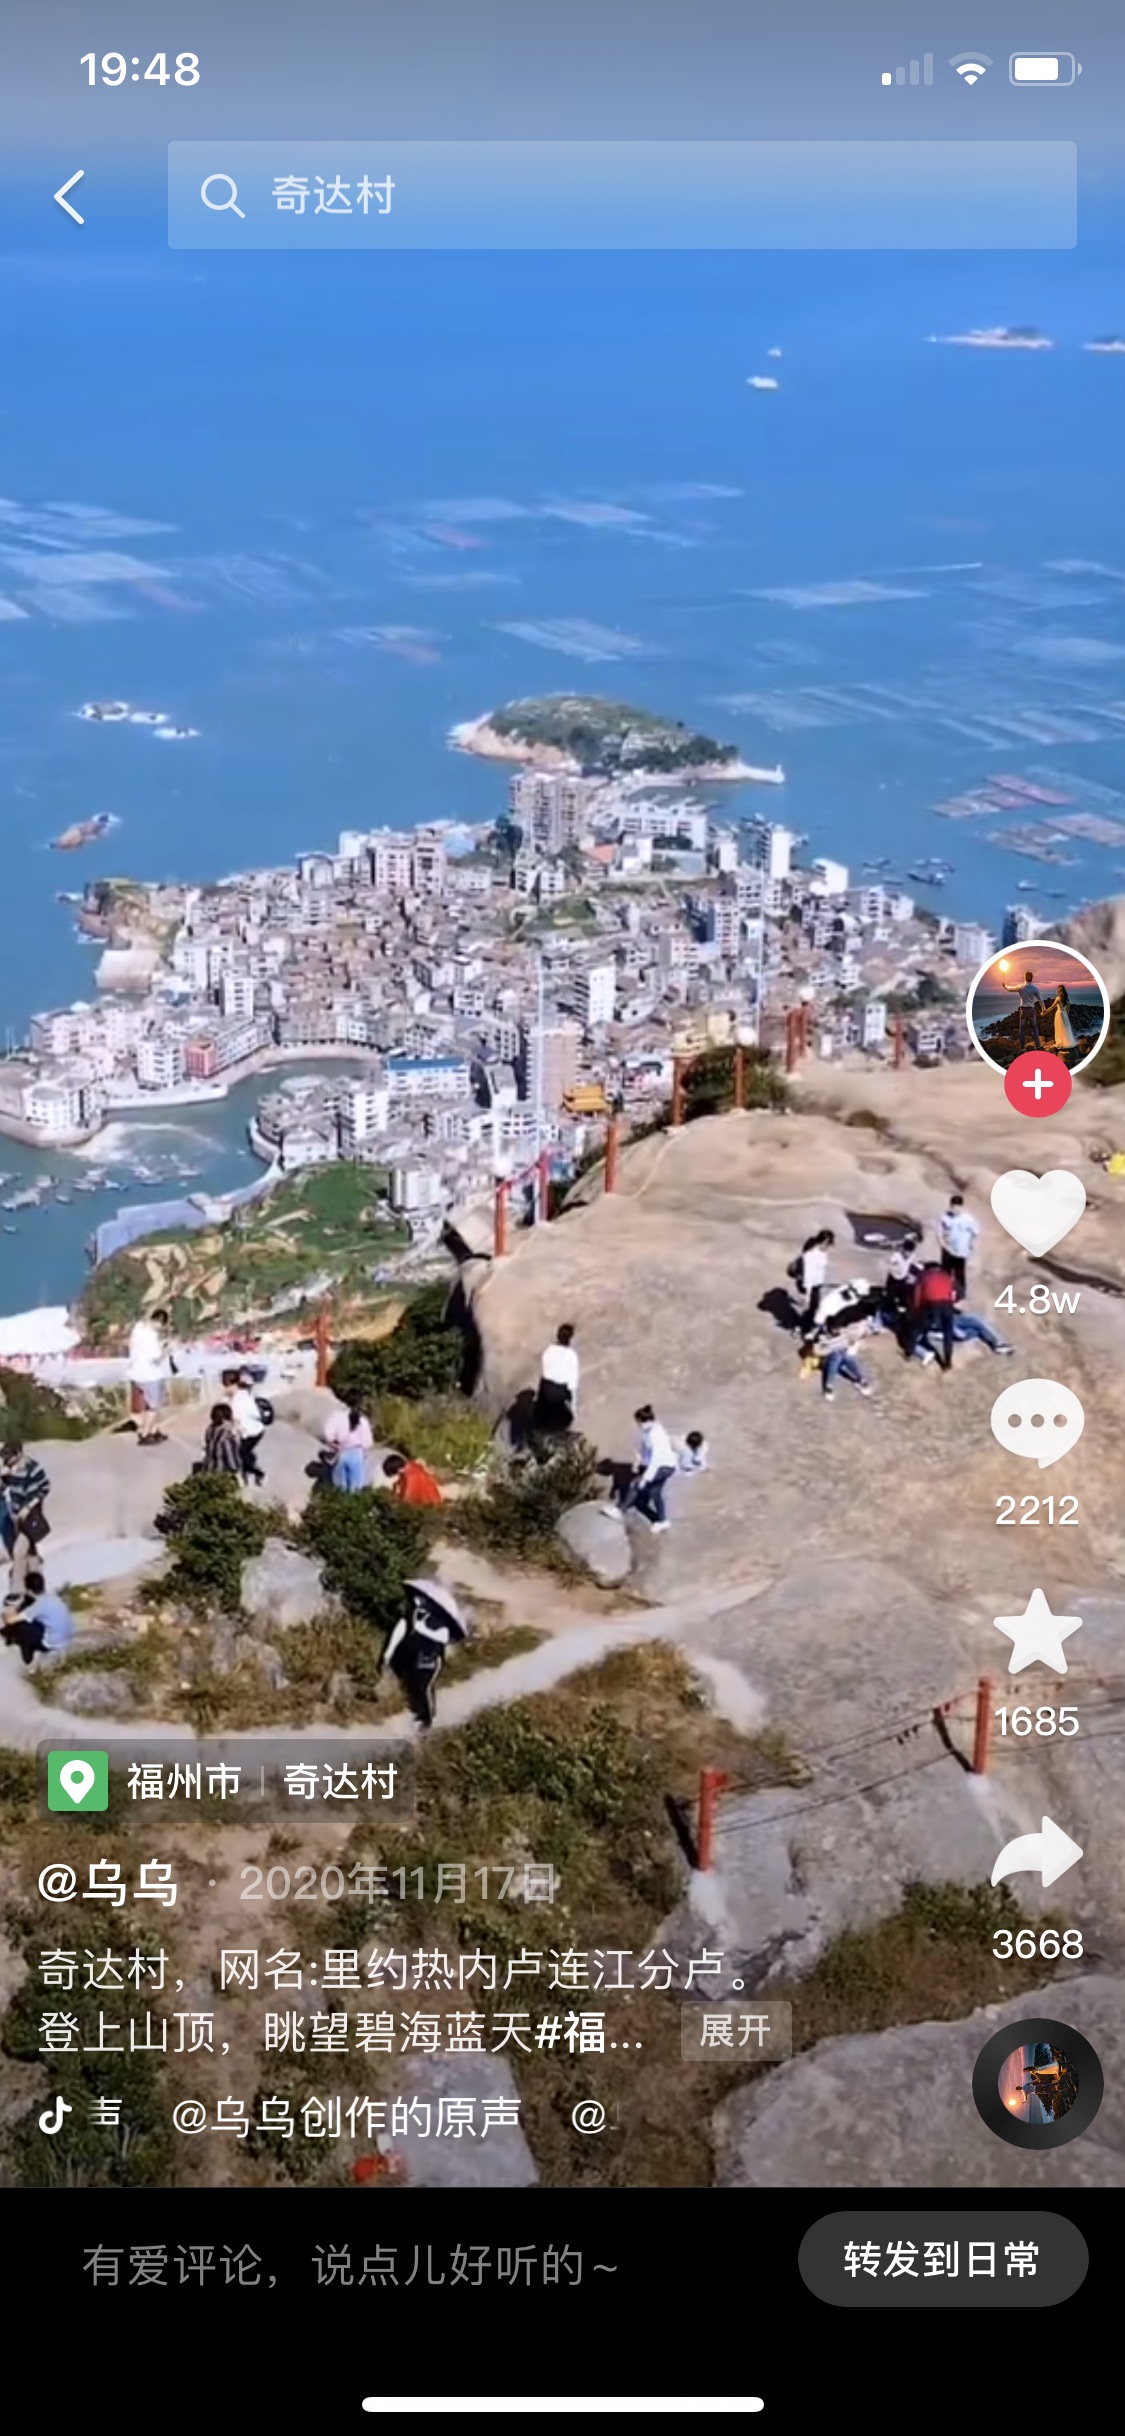 19:48
奇达村
4.8w
2212
1685
3668
福州市 | 奇达村
@乌乌 · 2020年11月17日
奇达村，网名:里约热内卢连江分卢。
登上山顶，眺望碧海蓝天#福... 展开
声 @乌乌创作的原声 @
有爱评论，说点儿好听的~
转发到日常